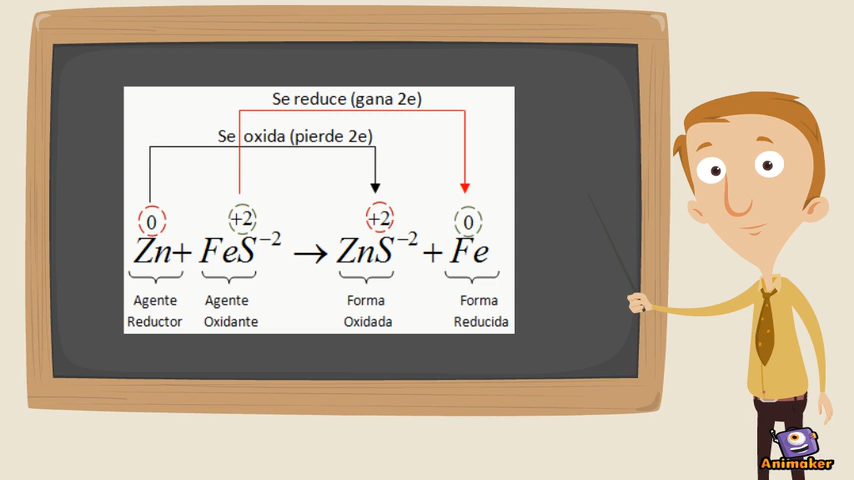 Se reduce (gana 2e)
Se oxida (pierde 2e)
0 +2 +2 0
Zn + FeS⁻² → ZnS⁻² + Fe
Agente Agente Forma Forma
Reductor Oxidante Oxidada Reducida
Animaker